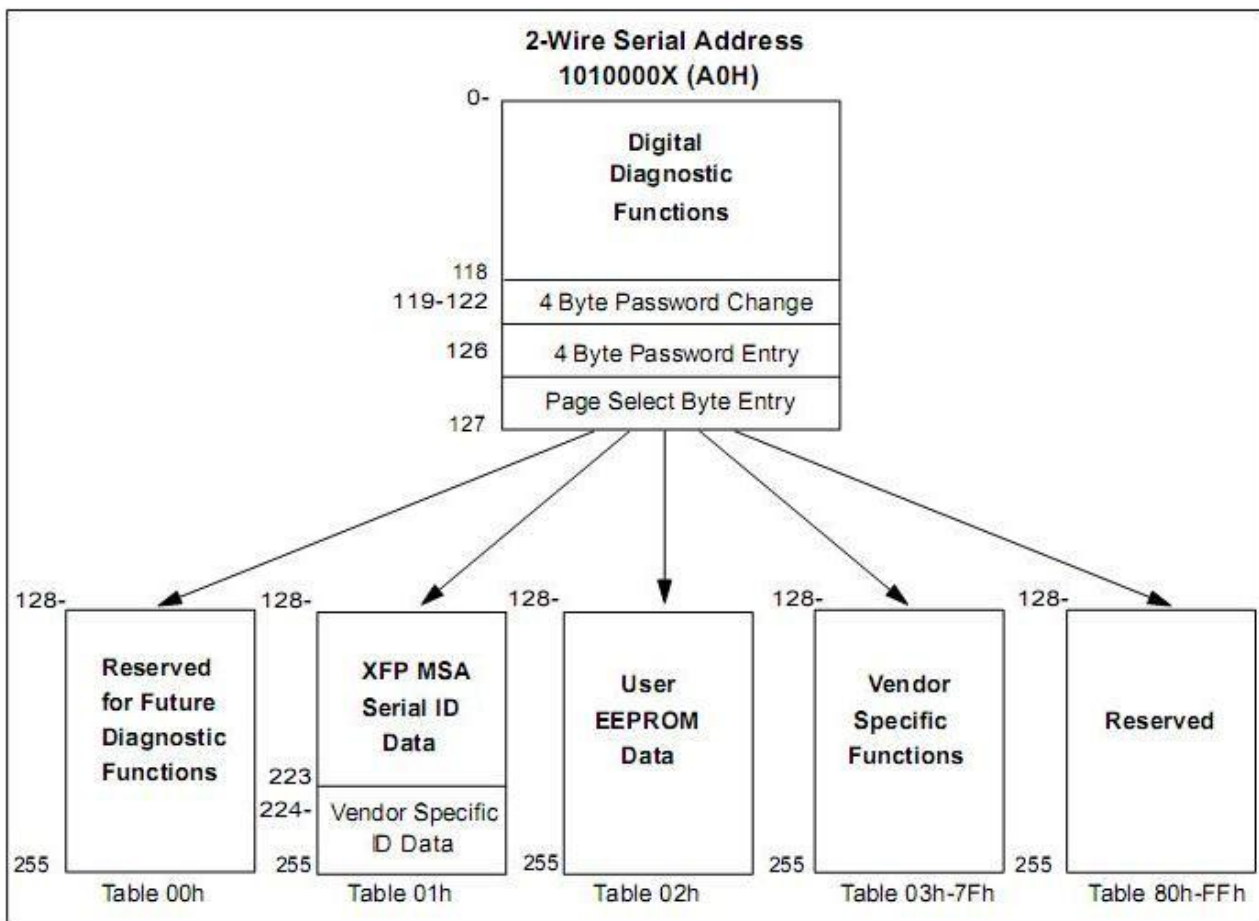 2-Wire Serial Address
1010000X (A0H)
0-
Digital
Diagnostic
Functions
118
119-122
4 Byte Password Change
126
4 Byte Password Entry
Page Select Byte Entry
127
128-
Reserved
for Future
Diagnostic
Functions
255
Table 00h
128-
XFP MSA
Serial ID
Data
223
224-
Vendor Specific
ID Data
255
Table 01h
128-
User
EEPROM
Data
255
Table 02h
128-
Vendor
Specific
Functions
255
Table 03h-7Fh
128-
Reserved
255
Table 80h-FFh